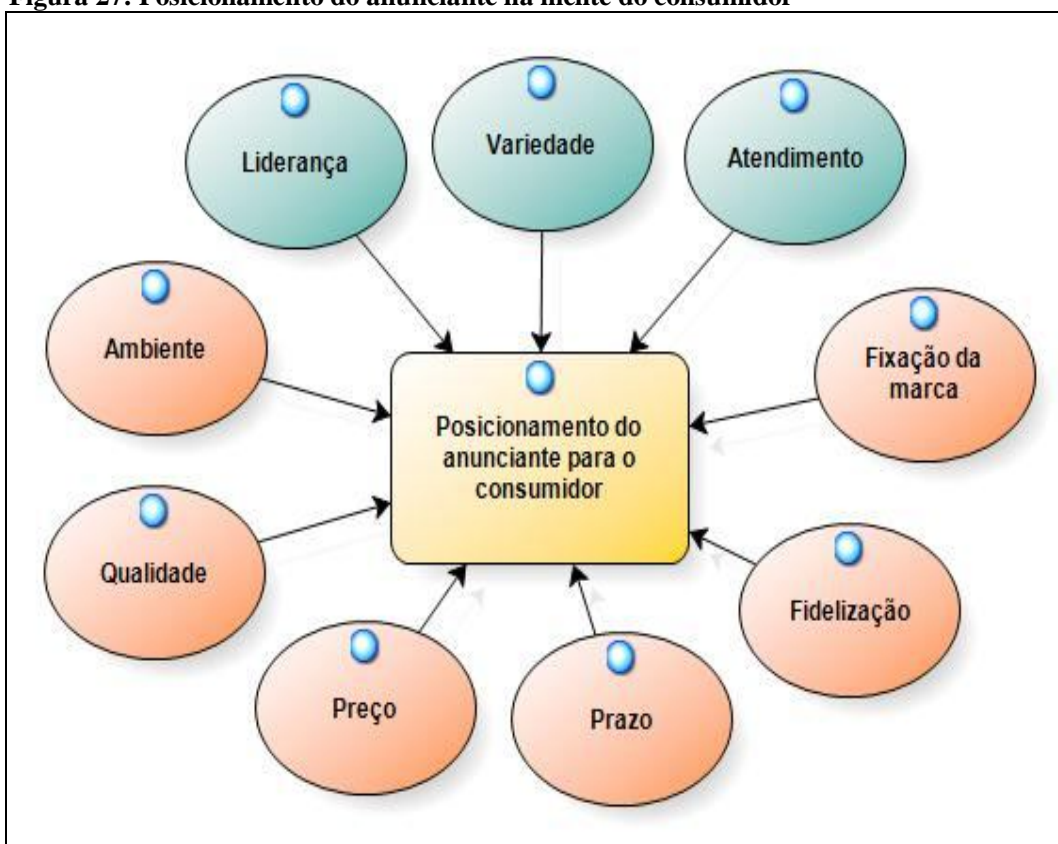 Figura 27: Posicionamento do anunciante na mente do consumidor
Liderança
Variedade
Atendimento
Ambiente
Fixação da
marca
Posicionamento do
anunciante para o
consumidor
Qualidade
Fidelização
Preço
Prazo